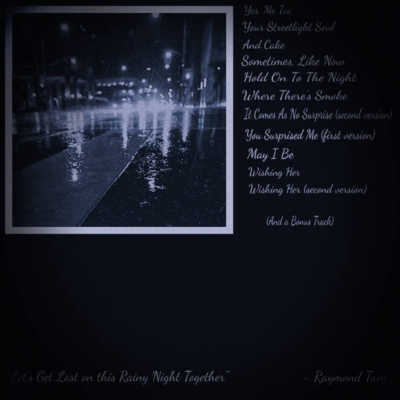 Yes, Me Too
Your Streetlight Soul
And Cake
Sometimes, Like Now
Hold On To The Night
Where There's Smoke
It Comes As No Surprise (second version)
You Surprised Me (first version)
May I Be
Wishing Her
Wishing Her (second version)
(And a Bonus Track)
"Let's Get Lost on this Rainy Night Together" - Raymond